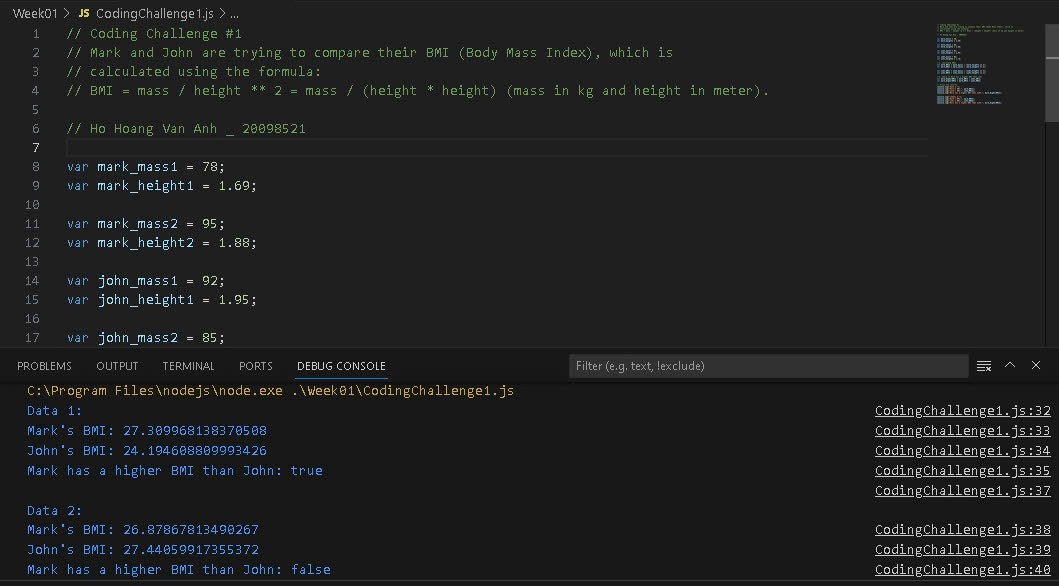 Week01 > JS CodingChallenge1.js > ...
1 // Coding Challenge #1
2 // Mark and John are trying to compare their BMI (Body Mass Index), which is
3 // calculated using the formula:
4 // BMI = mass / height ** 2 = mass / (height * height) (mass in kg and height in meter).
5
6 // Ho Hoang Van Anh _ 20098521
7
8 var mark_mass1 = 78;
9 var mark_height1 = 1.69;
10
11 var mark_mass2 = 95;
12 var mark_height2 = 1.88;
13
14 var john_mass1 = 92;
15 var john_height1 = 1.95;
16
17 var john_mass2 = 85;
PROBLEMS OUTPUT TERMINAL PORTS DEBUG CONSOLE Filter (e.g. text, !exclude)
C:\Program Files\nodejs\node.exe .\Week01\CodingChallenge1.js
Data 1: CodingChallenge1.js:32
Mark's BMI: 27.309968138370508 CodingChallenge1.js:33
John's BMI: 24.194608809993426 CodingChallenge1.js:34
Mark has a higher BMI than John: true CodingChallenge1.js:35
CodingChallenge1.js:37
Data 2:
Mark's BMI: 26.87867813490267 CodingChallenge1.js:38
John's BMI: 27.44059917355372 CodingChallenge1.js:39
Mark has a higher BMI than John: false CodingChallenge1.js:40